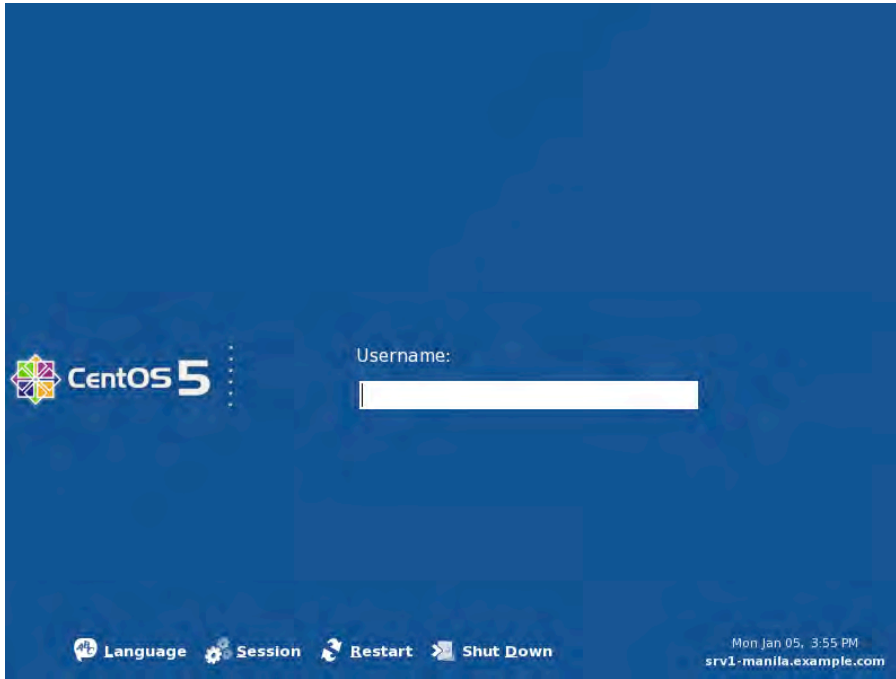 Username:
CentOS 5
Language Session Restart Shut Down
Mon Jan 05, 3:55 PM
srv1-manila.example.com